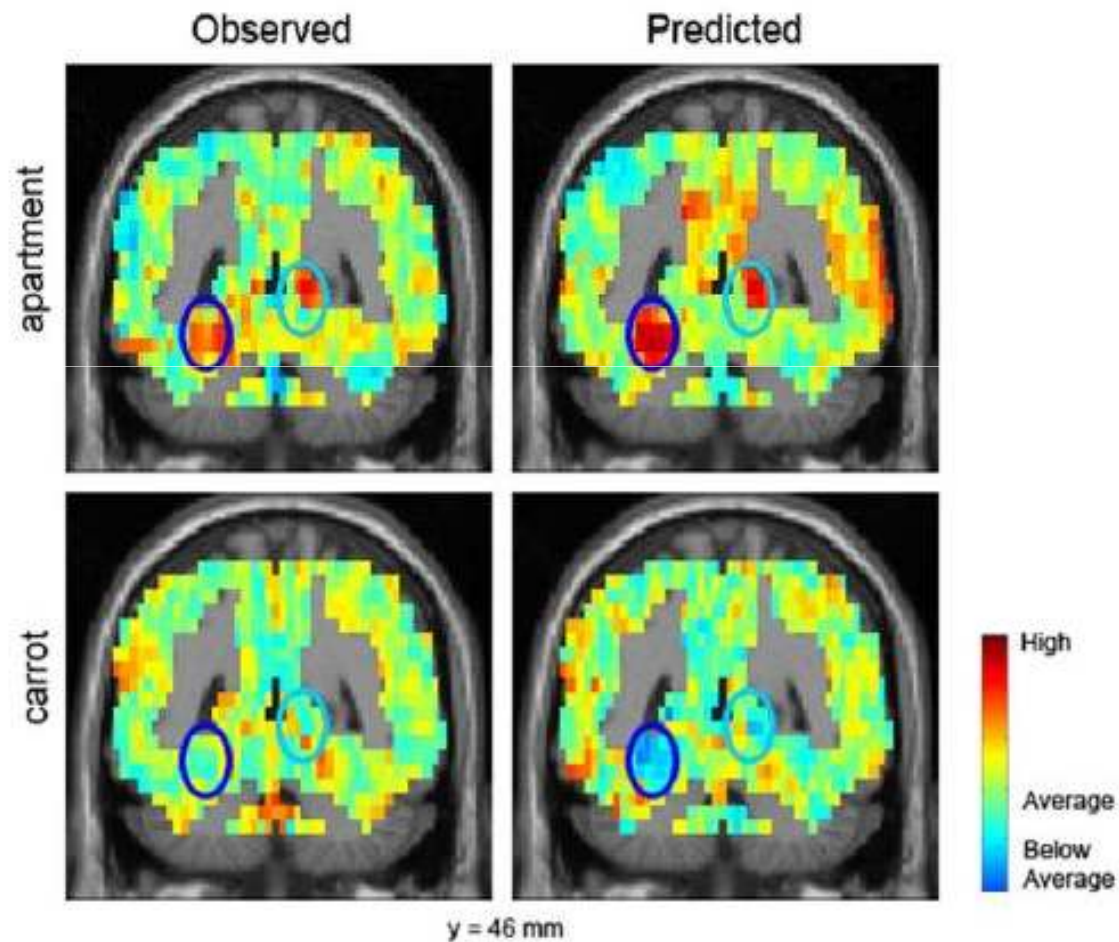 Observed
Predicted
apartment
carrot
High
Average
Below
Average
y = 46 mm